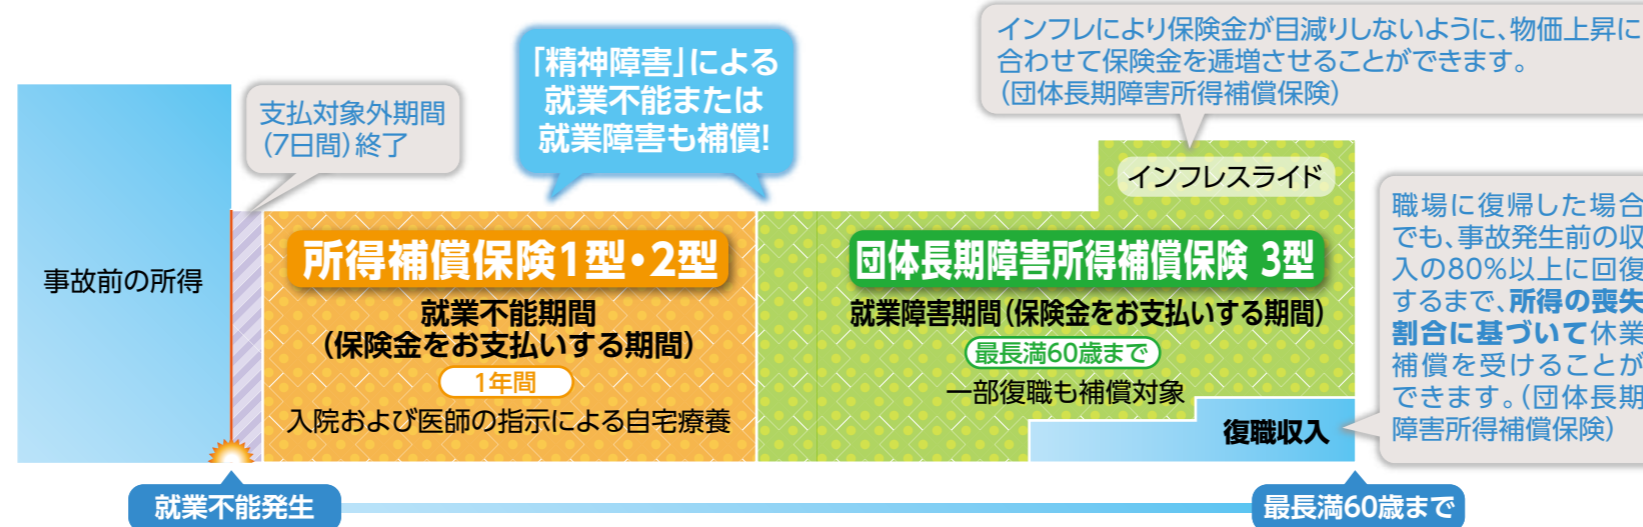 インフレにより保険金が目減りしないように、物価上昇に
合わせて保険金を逓増させることができます。
（団体長期障害所得補償保険）
「精神障害」による
就業不能または
就業障害も補償!
支払対象外期間
（7日間）終了
インフレスライド
事故前の所得
所得補償保険1型・2型
就業不能期間
（保険金をお支払いする期間）
1年間
入院および医師の指示による自宅療養
団体長期障害所得補償保険 3型
就業障害期間（保険金をお支払いする期間）
最長満60歳まで
一部復職も補償対象
復職収入
職場に復帰した場合
でも、事故発生前の収
入の80%以上に回復
するまで、所得の喪失
割合に基づいて休業
補償を受けることが
できます。（団体長期
障害所得補償保険）
就業不能発生
最長満60歳まで